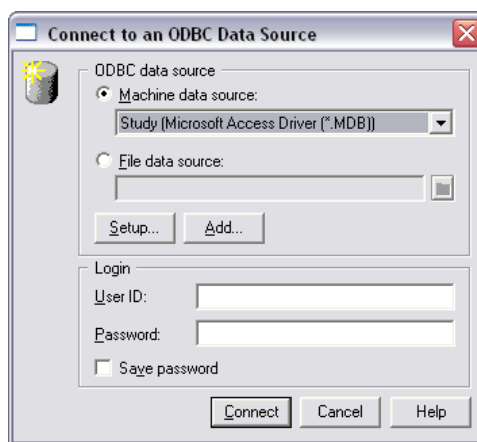 Connect to an ODBC Data Source
ODBC data source
Machine data source:
Study (Microsoft Access Driver (*.MDB))
File data source:
Setup... Add...
Login
User ID:
Password:
Save password
Connect Cancel Help